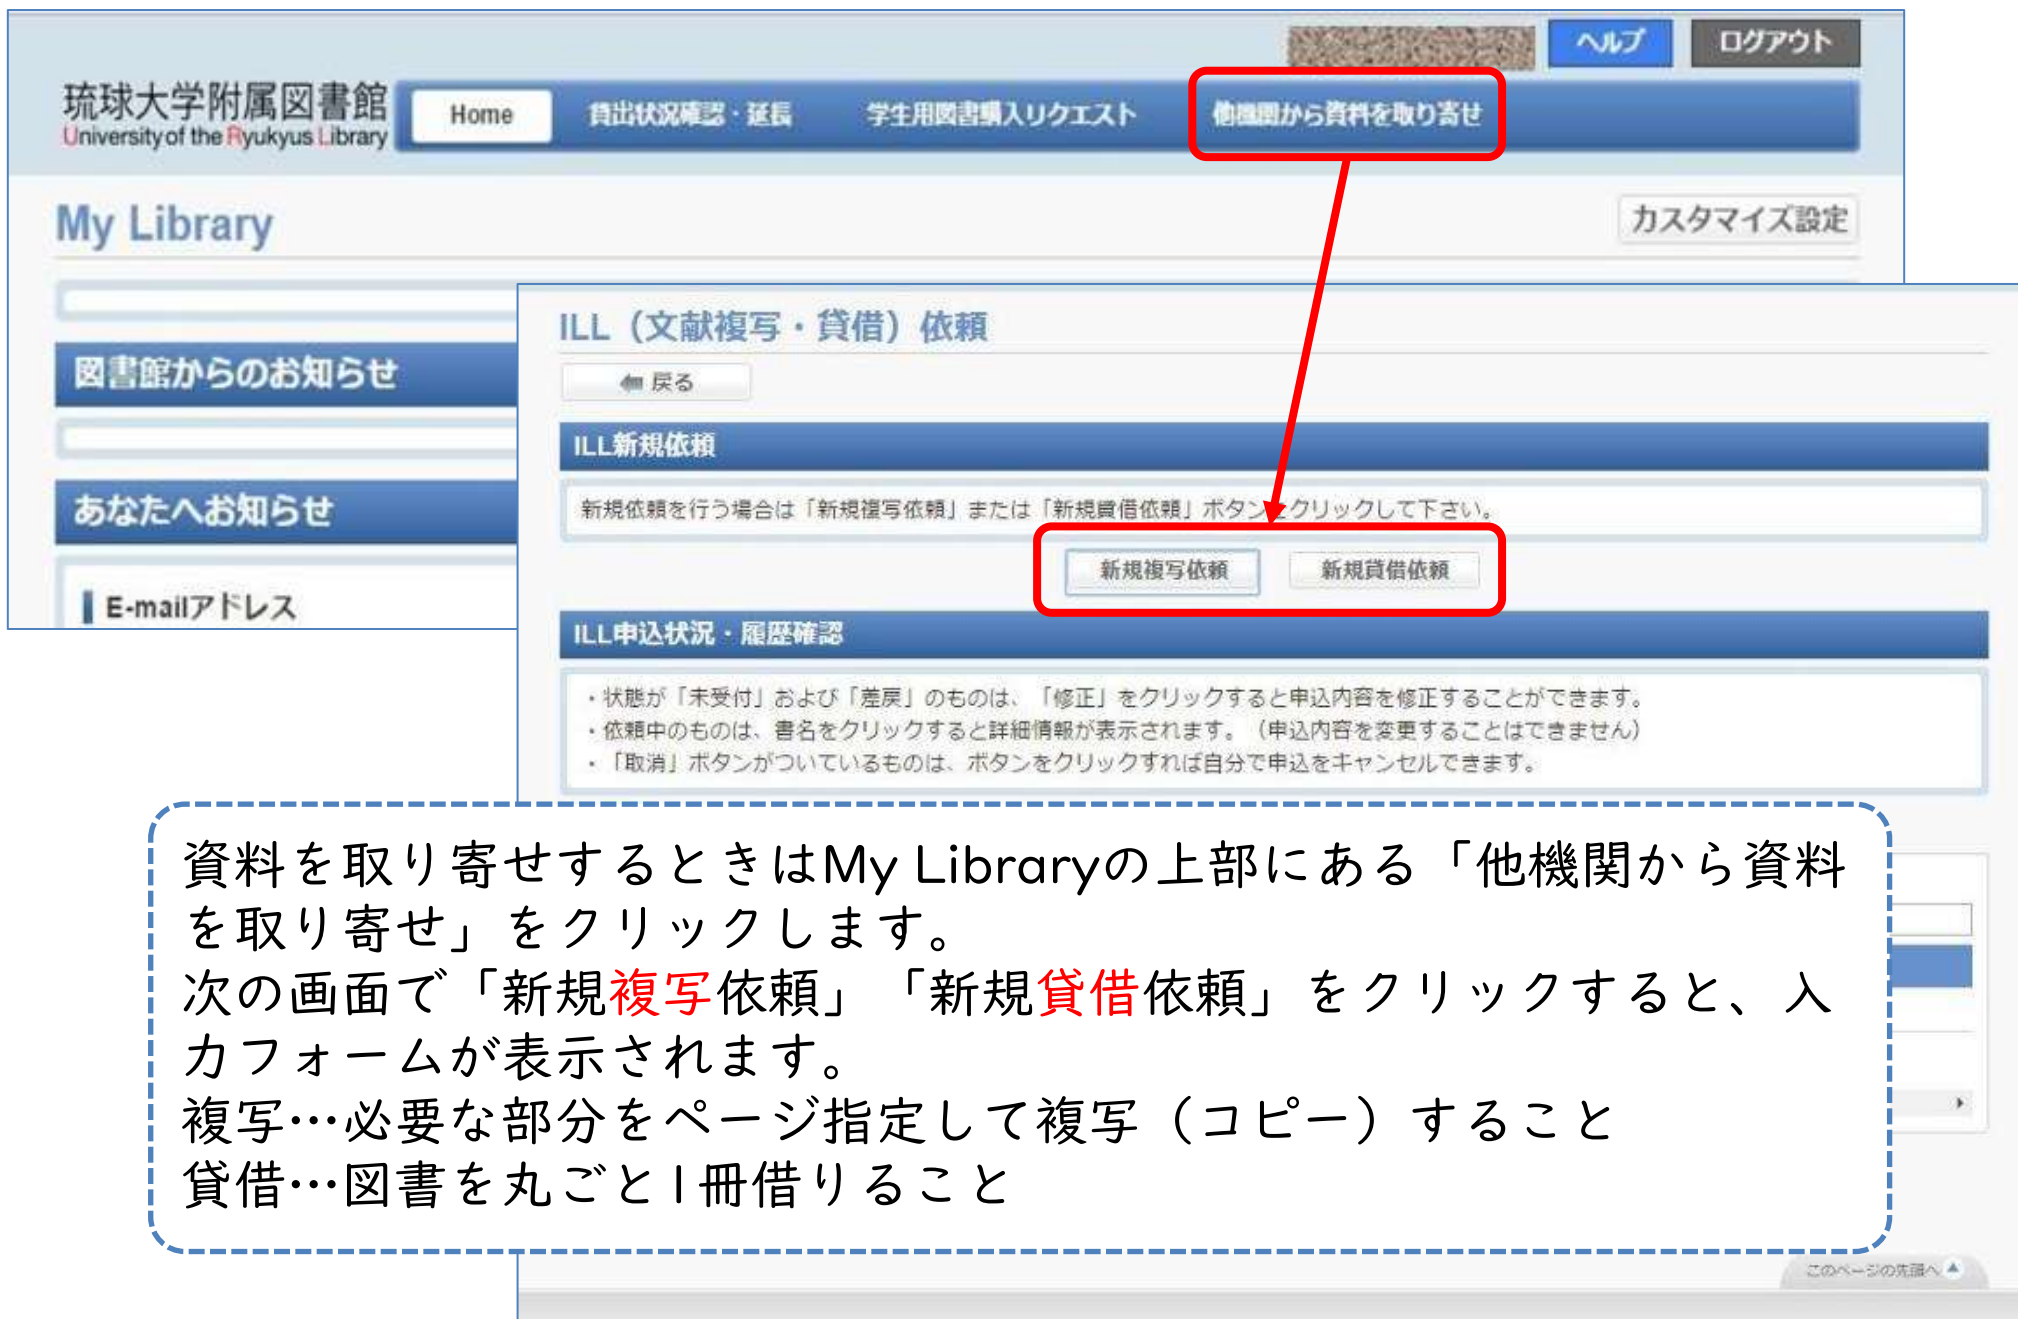 ヘルプ
ログアウト
琉球大学附属図書館
University of the Ryukyus Library
Home
貸出状況確認・延長
学生用図書購入リクエスト
他機関から資料を取り寄せ
My Library
カスタマイズ設定
図書館からのお知らせ
あなたへお知らせ
E-mailアドレス
ILL（文献複写・貸借）依頼
戻る
ILL新規依頼
新規依頼を行う場合は「新規複写依頼」または「新規貸借依頼」ボタンをクリックして下さい。
新規複写依頼
新規貸借依頼
ILL申込状況・履歴確認
・状態が「未受付」および「差戻」のものは、「修正」をクリックすると申込内容を修正することができます。
・依頼中のものは、書名をクリックすると詳細情報が表示されます。（申込内容を変更することはできません）
・「取消」ボタンがついているものは、ボタンをクリックすれば自分で申込をキャンセルできます。
資料を取り寄せするときはMy Libraryの上部にある「他機関から資料
を取り寄せ」をクリックします。
次の画面で「新規複写依頼」「新規貸借依頼」をクリックすると、入
力フォームが表示されます。
複写…必要な部分をページ指定して複写（コピー）すること
貸借…図書を丸ごと1冊借りること
このページの先頭へ